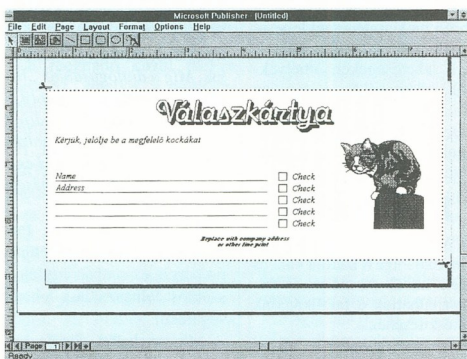 Microsoft Publisher - [Untitled]
File Edit Page Layout Format Options Help
Válaszkártya
Kérjük, jelölje be a megfelelő kockákat
Name
Address
Check
Check
Check
Check
Check
Replace with company address
or other fine print
Page 1
Ready